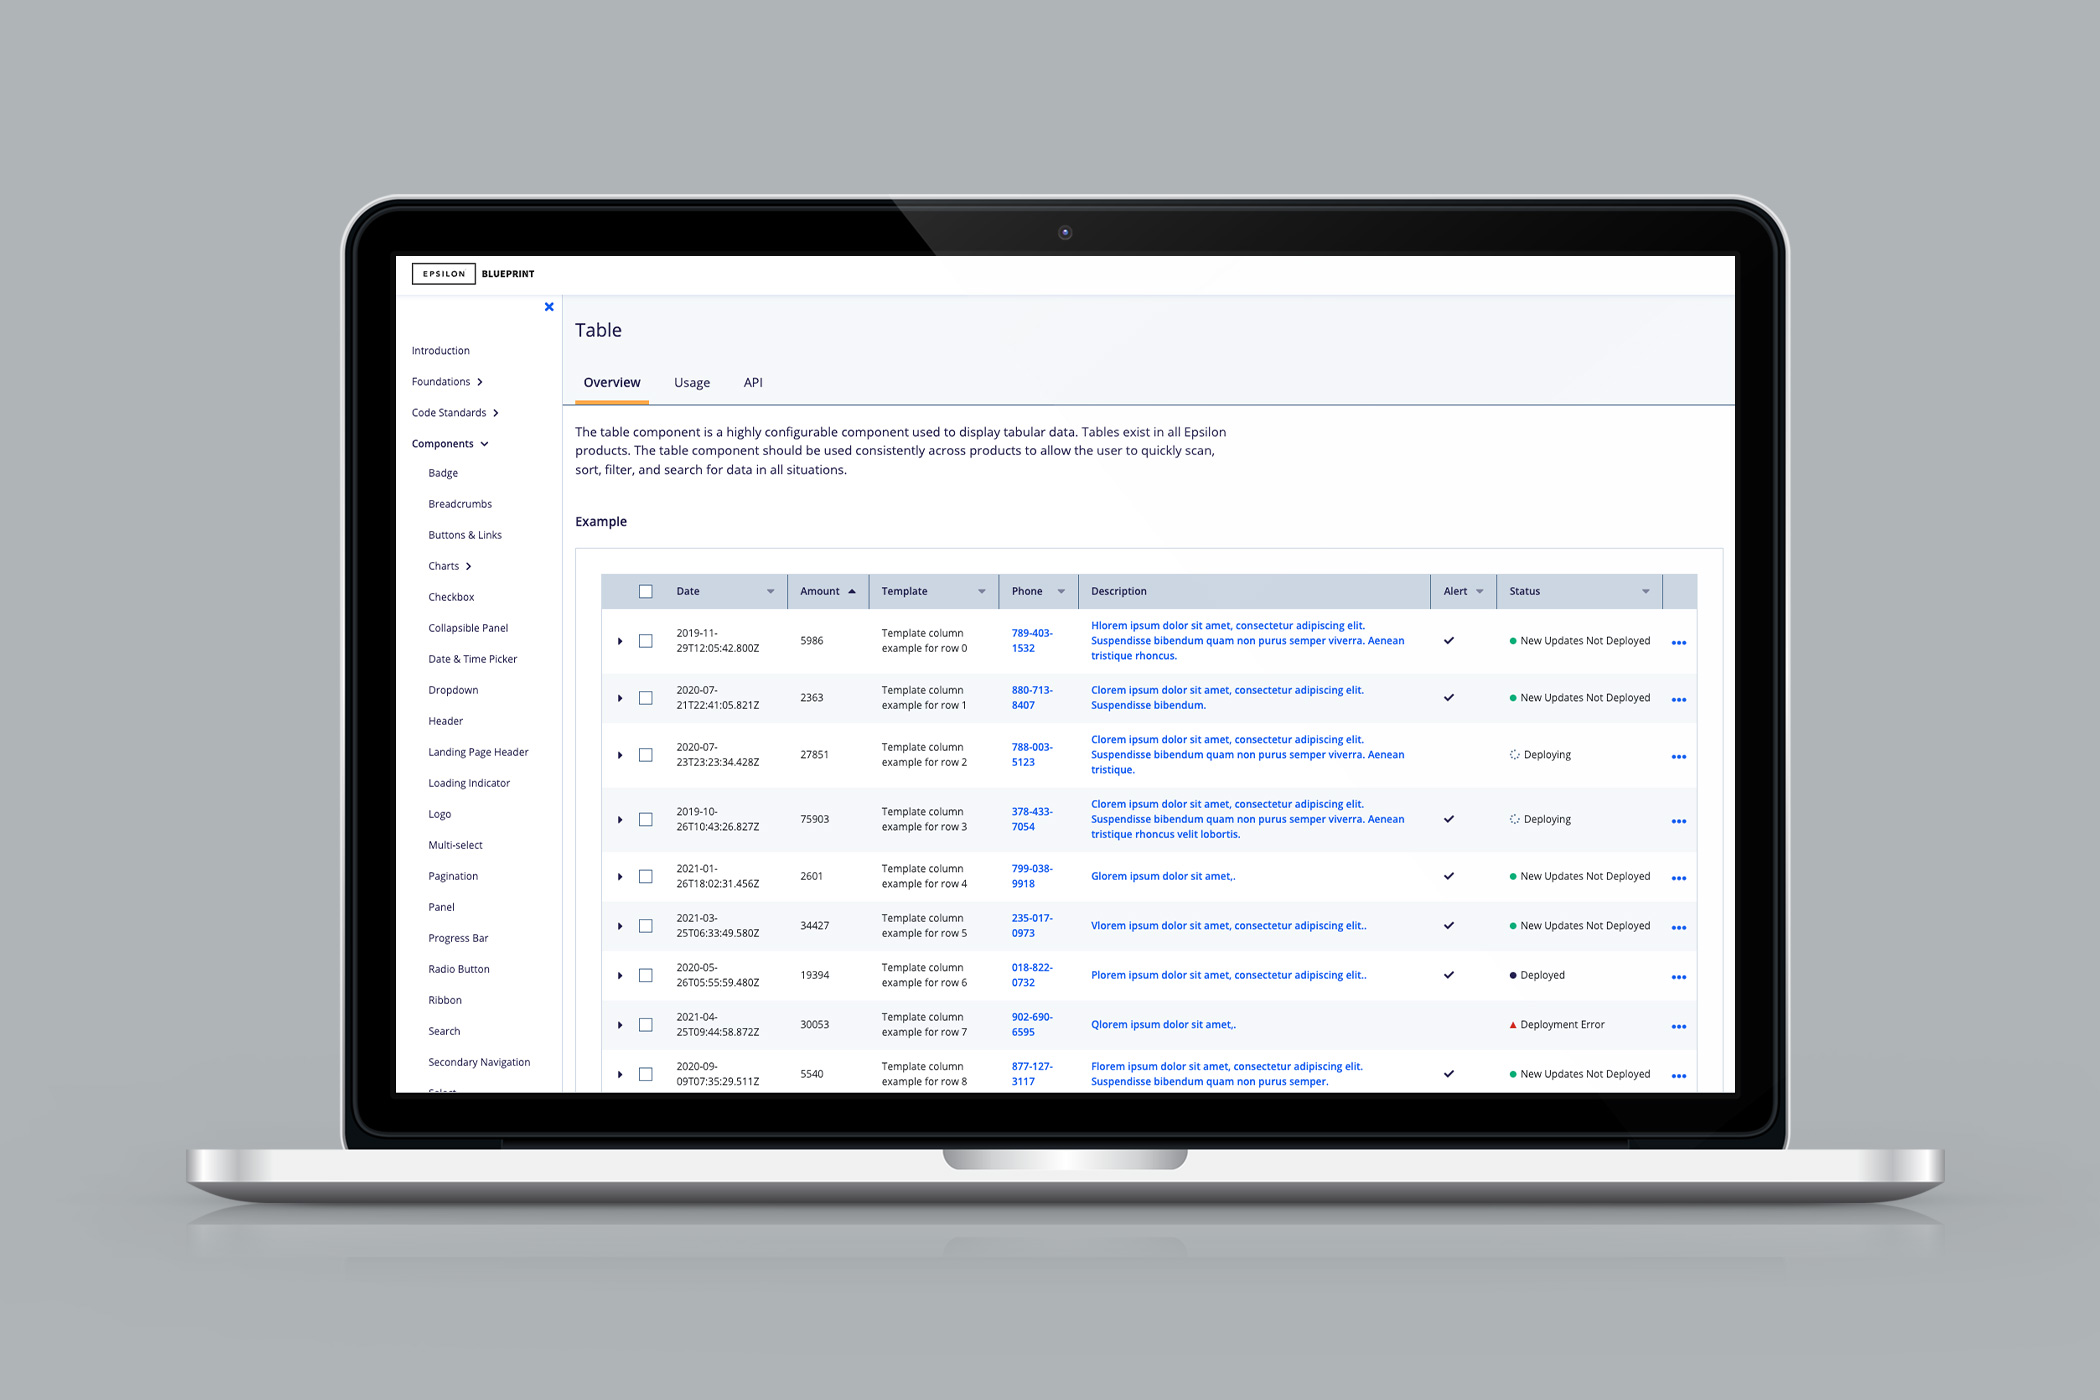 EPSILON BLUEPRINT
Introduction
Foundations
Code Standards
Components
Badge
Breadcrumbs
Buttons & Links
Charts
Checkbox
Collapsible Panel
Date & Time Picker
Dropdown
Header
Landing Page Header
Loading Indicator
Logo
Multi-select
Pagination
Panel
Progress Bar
Radio Button
Ribbon
Search
Secondary Navigation
Table
Overview Usage API
The table component is a highly configurable component used to display tabular data. Tables exist in all Epsilon
products. The table component should be used consistently across products to allow the user to quickly scan,
sort, filter, and search for data in all situations.
Example
Date Amount Template Phone Description Alert Status
2019-11-
29T12:05:42.800Z
5986
Template column
example for row 0
789-403-
1532
Hlorem ipsum dolor sit amet, consectetur adipiscing elit.
Suspendisse bibendum quam non purus semper viverra. Aenean
tristique rhoncus.
New Updates Not Deployed
2020-07-
21T22:41:05.821Z
2363
Template column
example for row 1
880-713-
8407
Clorem ipsum dolor sit amet, consectetur adipiscing elit.
Suspendisse bibendum.
New Updates Not Deployed
2020-07-
23T23:23:34.428Z
27851
Template column
example for row 2
788-003-
5123
Clorem ipsum dolor sit amet, consectetur adipiscing elit.
Suspendisse bibendum quam non purus semper viverra. Aenean
tristique.
Deploying
2019-10-
26T10:43:26.827Z
75903
Template column
example for row 3
378-433-
7054
Clorem ipsum dolor sit amet, consectetur adipiscing elit.
Suspendisse bibendum quam non purus semper viverra. Aenean
tristique rhoncus velit lobortis.
Deploying
2021-01-
26T18:02:31.456Z
2601
Template column
example for row 4
799-038-
9918
Glorem ipsum dolor sit amet,.
New Updates Not Deployed
2021-03-
25T06:33:49.580Z
34427
Template column
example for row 5
235-017-
0973
Vlorem ipsum dolor sit amet, consectetur adipiscing elit..
New Updates Not Deployed
2020-05-
26T05:55:59.480Z
19394
Template column
example for row 6
018-822-
0732
Plorem ipsum dolor sit amet, consectetur adipiscing elit..
Deployed
2021-04-
25T09:44:58.872Z
30053
Template column
example for row 7
902-690-
6595
Qlorem ipsum dolor sit amet,.
Deployment Error
2020-09-
09T07:35:29.511Z
5540
Template column
example for row 8
877-127-
3117
Florem ipsum dolor sit amet, consectetur adipiscing elit.
Suspendisse bibendum quam non purus semper.
New Updates Not Deployed